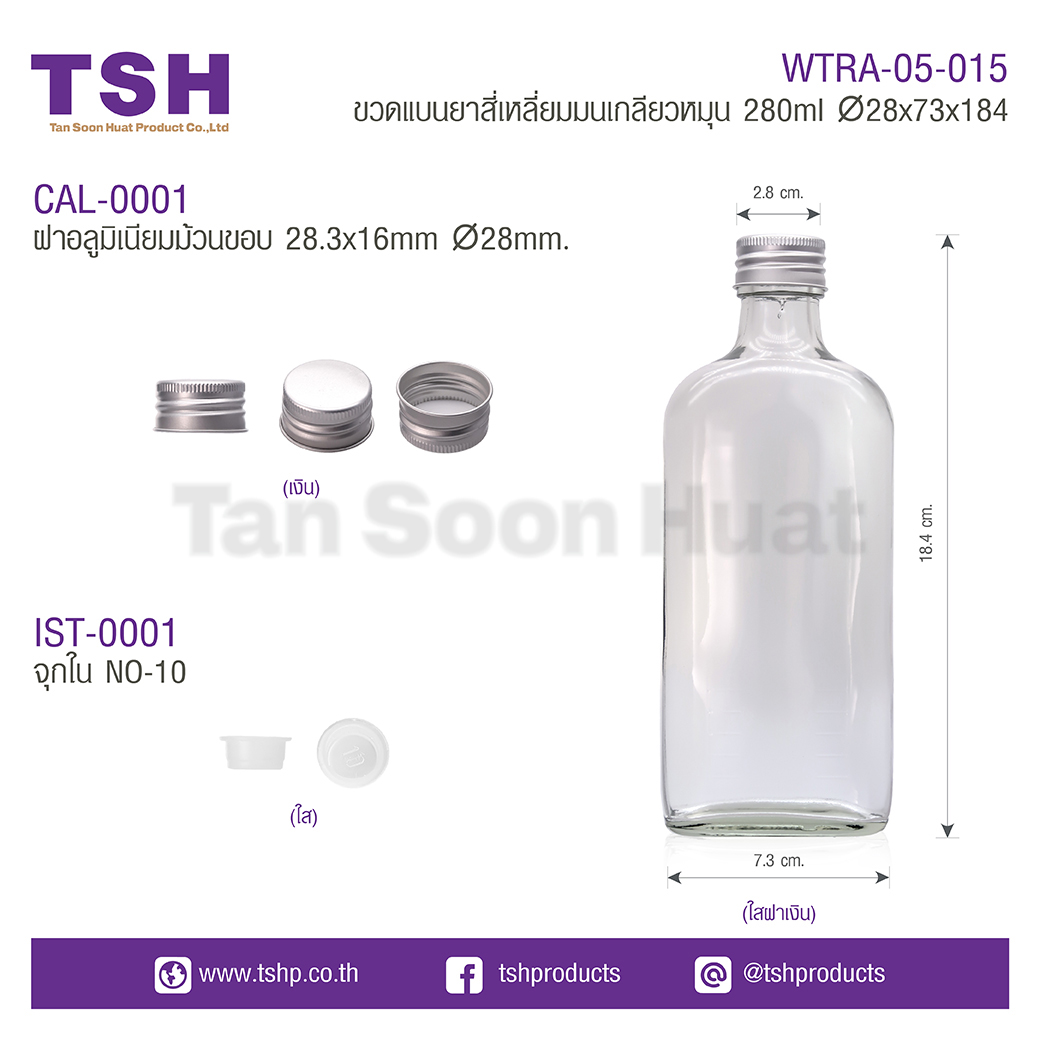 TSH
Tan Soon Huat Product Co.,Ltd
WTRA-05-015
ขวดแบนยาสี่เหลี่ยมมนเกลียวหมุน 280ml Ø28x73x184
CAL-0001
ฝาอลูมิเนียมม้วนขอบ 28.3x16mm Ø28mm.
2.8 cm.
(เงิน)
Tan Soon Huat
18.4 cm.
IST-0001
จุกใน NO-10
(ใส)
7.3 cm.
(ใสฝาเงิน)
www.tshp.co.th
tshproducts
@tshproducts